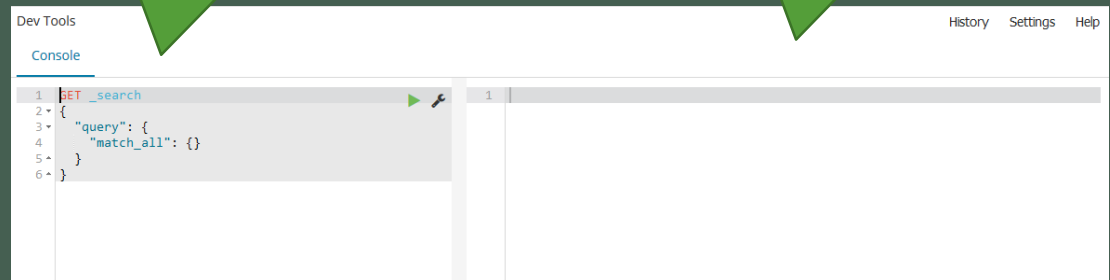 Dev Tools
History Settings Help
Console
1 GET _search
2 {
3 "query": {
4 "match_all": {}
5 }
6 }
1